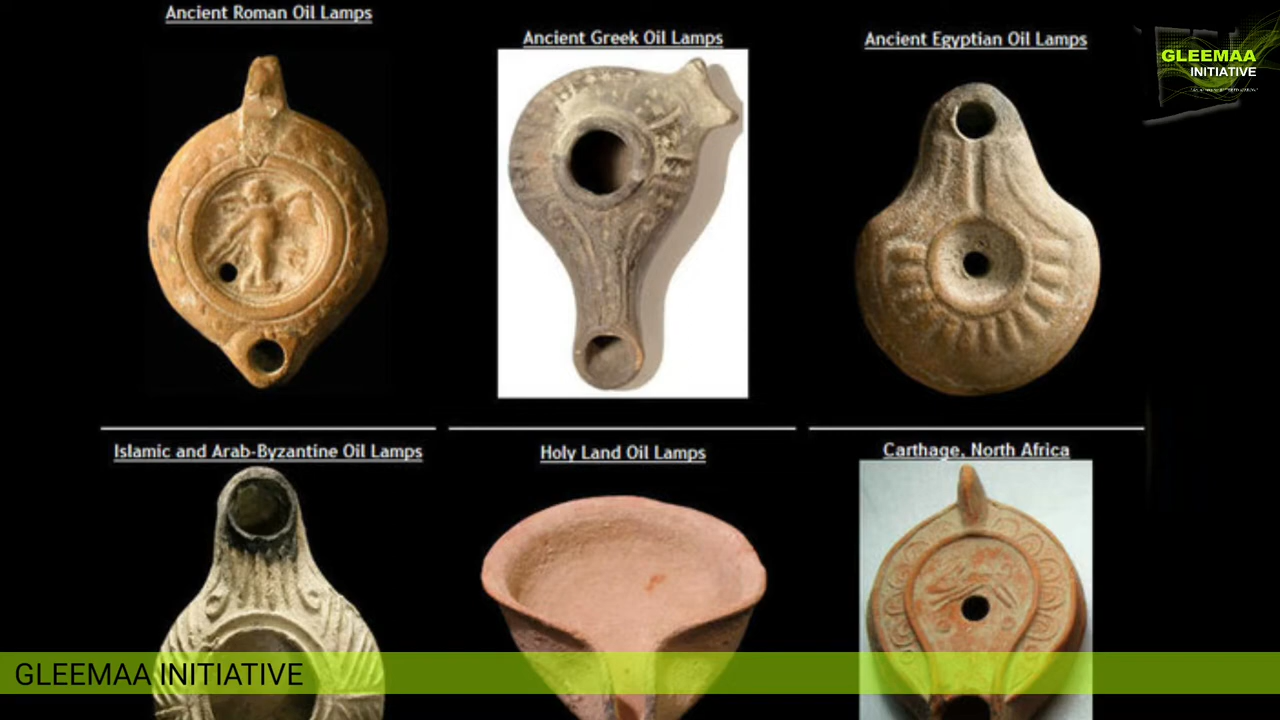 Ancient Roman Oil Lamps
Ancient Greek Oil Lamps
Ancient Egyptian Oil Lamps
GLEEMAA
INITIATIVE
Islamic and Arab-Byzantine Oil Lamps
Holy Land Oil Lamps
Carthage, North Africa
GLEEMAA INITIATIVE